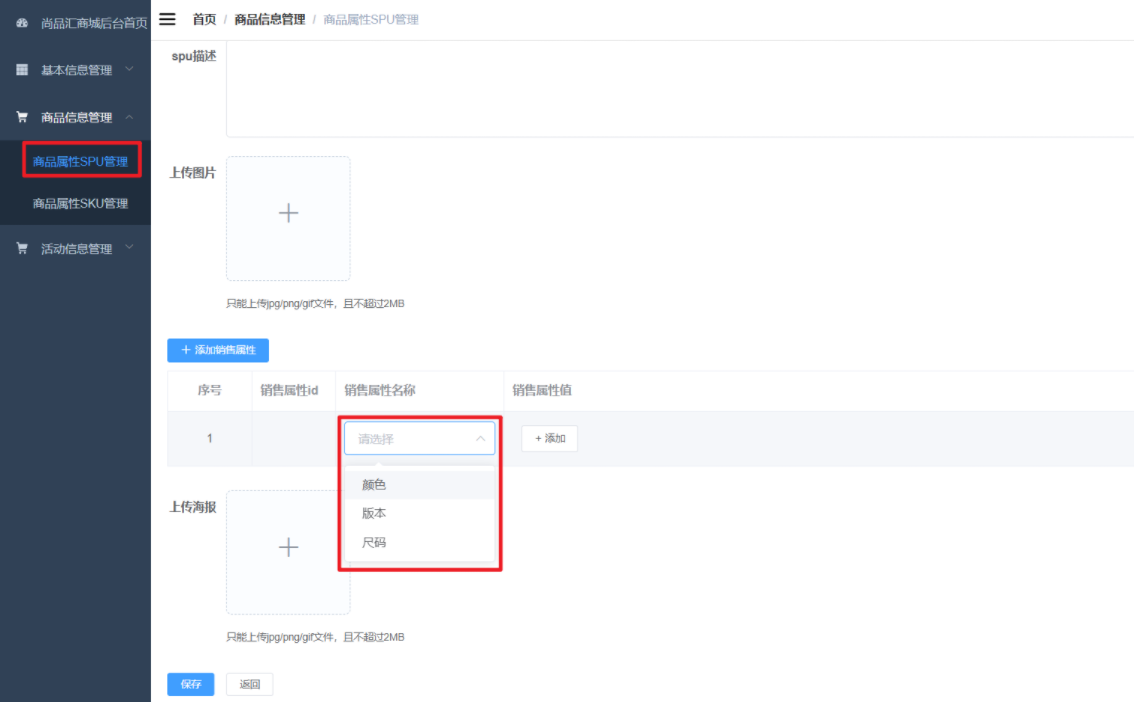 尚品汇商城后台首页
基本信息管理
商品信息管理
商品属性SPU管理
商品属性SKU管理
活动信息管理
首页 / 商品信息管理 / 商品属性SPU管理
spu描述
上传图片
只能上传jpg/png/gif文件，且不超过2MB
+ 添加销售属性
序号 销售属性id 销售属性名称 销售属性值
1 请选择 + 添加
颜色
版本
尺码
上传海报
只能上传jpg/png/gif文件，且不超过2MB
保存 返回